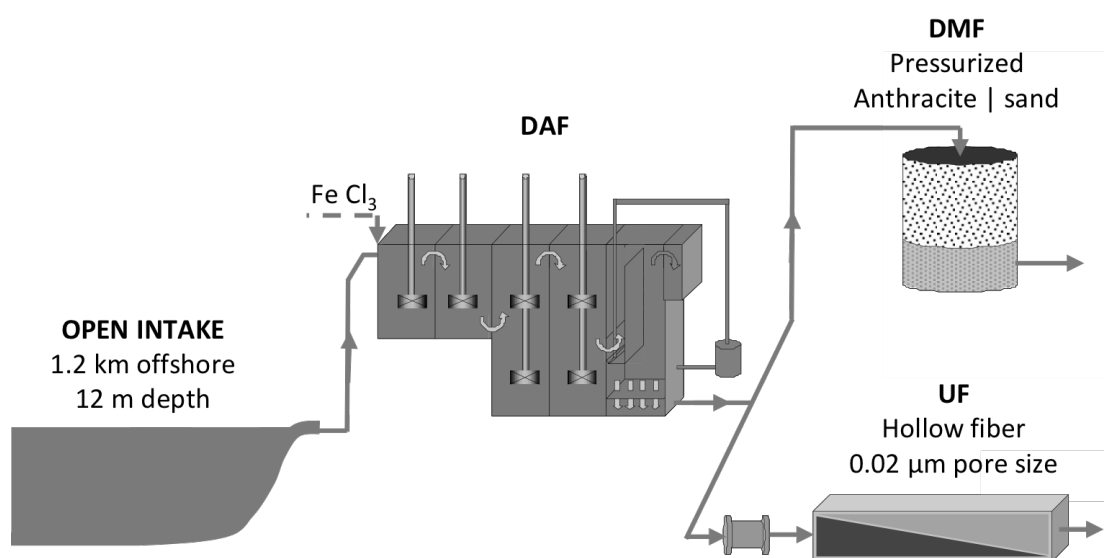 DMF
Pressurized
Anthracite | sand
DAF
Fe Cl₃
OPEN INTAKE
1.2 km offshore
12 m depth
UF
Hollow fiber
0.02 µm pore size